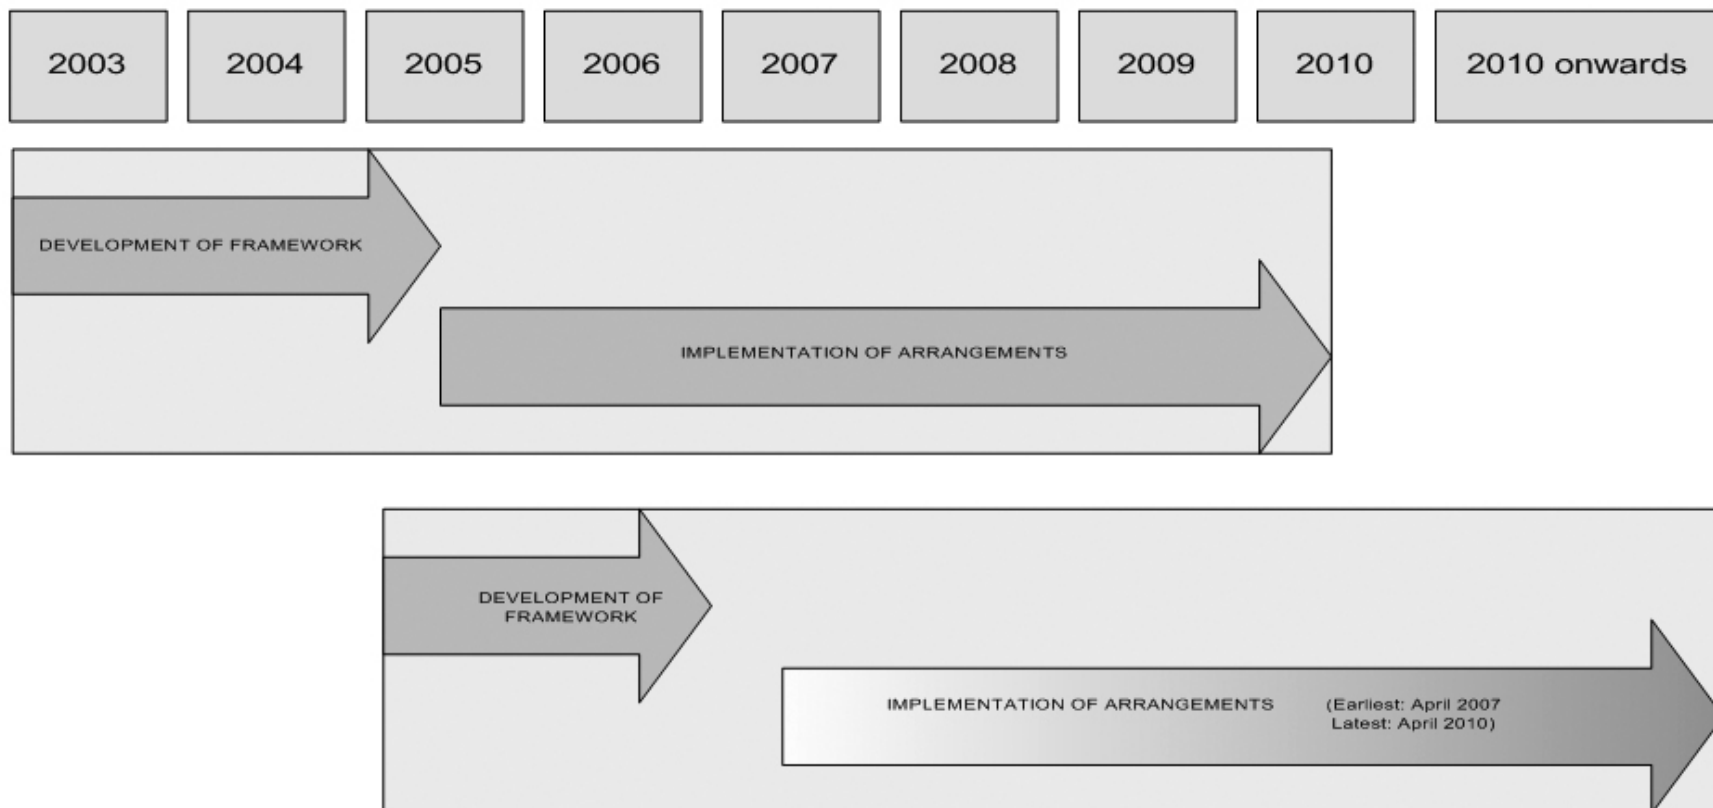 2003
2004
2005
2006
2007
2008
2009
2010
2010 onwards
DEVELOPMENT OF FRAMEWORK
IMPLEMENTATION OF ARRANGEMENTS
DEVELOPMENT OF
FRAMEWORK
IMPLEMENTATION OF ARRANGEMENTS
(Earliest: April 2007
Latest: April 2010)